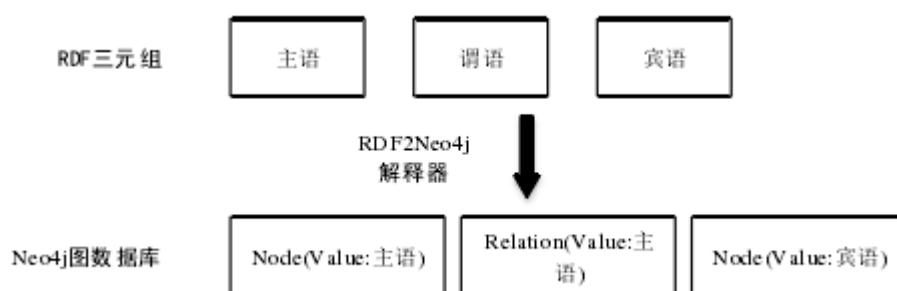 RDF三元组
主语
谓语
宾语
RDF2Neo4j
解释器
Neo4j图数据库
Node(Value:主语)
Relation(Value:主
语)
Node(Value:宾语)